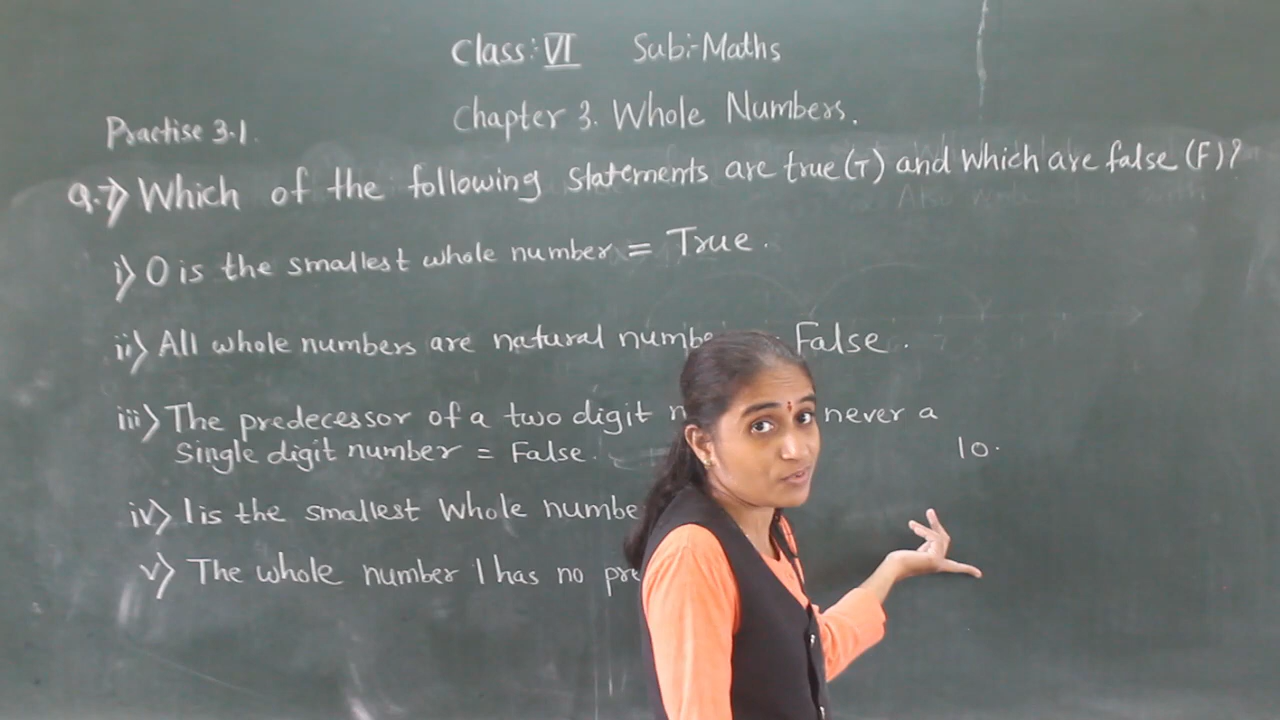 Class:- VI Sub:- Maths
Chapter 3. Whole Numbers.
Practise 3.1.
Q.7) Which of the following statements are true (T) and Which are false (F)?
i) 0 is the smallest whole number = True.
ii) All whole numbers are natural False.
iii) The predecessor of a two digit never a
Single digit number = False.
10.
iv) 1 is the smallest Whole
v) The whole number 1 has no